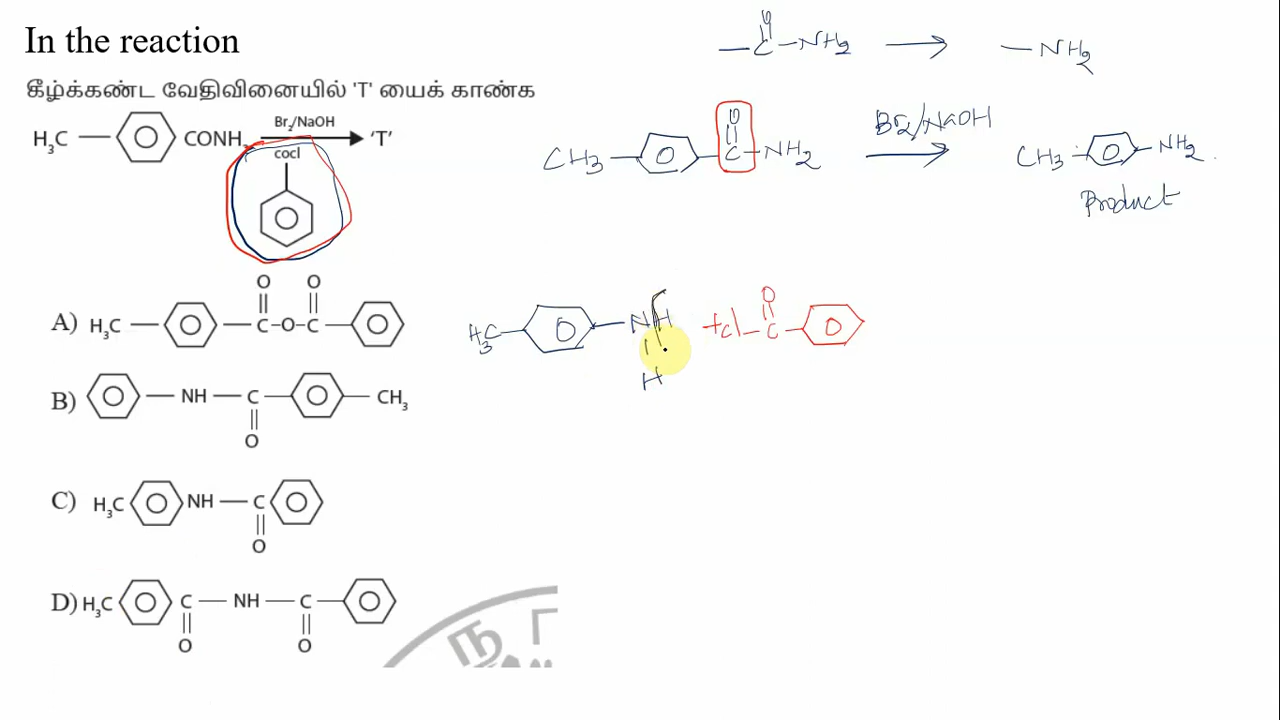 In the reaction
கீழ்க்கண்ட வேதிவினையில் 'T' யைக் காண்க
H₃C CONH₂ Br₂/NaOH 'T'
cocl
A) H₃C C -O- C
O O
B) NH C CH₃
O
C) H₃C NH C
O
D) H₃C C NH C
O O
O
C NH₂ NH₂
O
CH₃ C NH₂ Br₂/NaOH CH₃ NH₂
Product
O
H₃C NH +Cl C
H